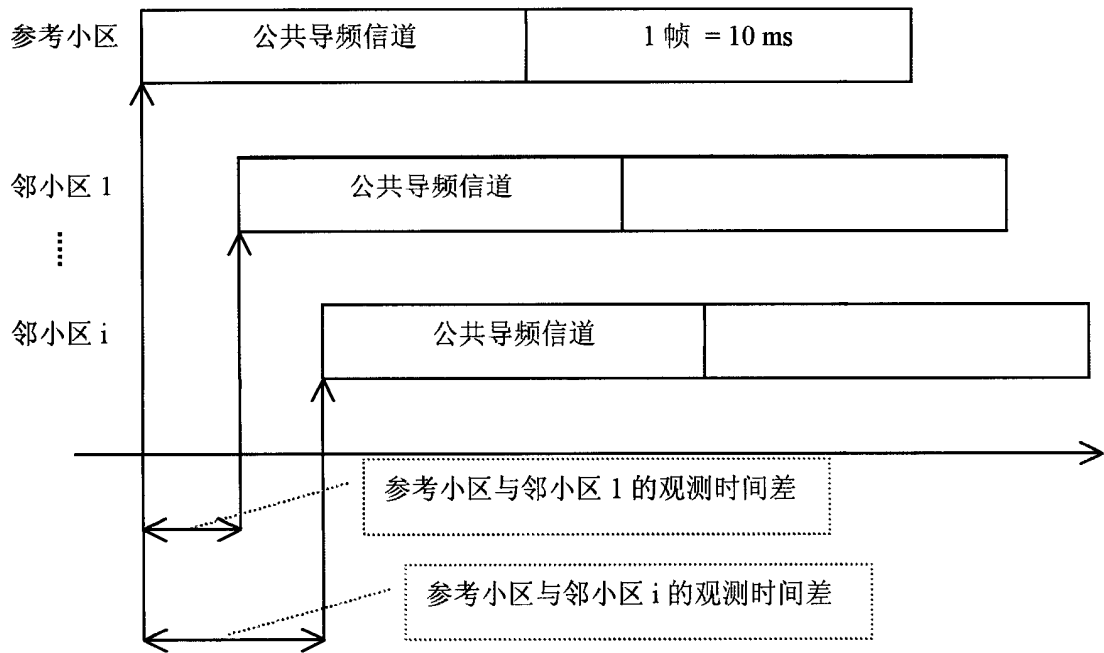 参考小区
公共导频信道
1 帧 = 10 ms
邻小区 1
公共导频信道
邻小区 i
公共导频信道
参考小区与邻小区 1 的观测时间差
参考小区与邻小区 i 的观测时间差